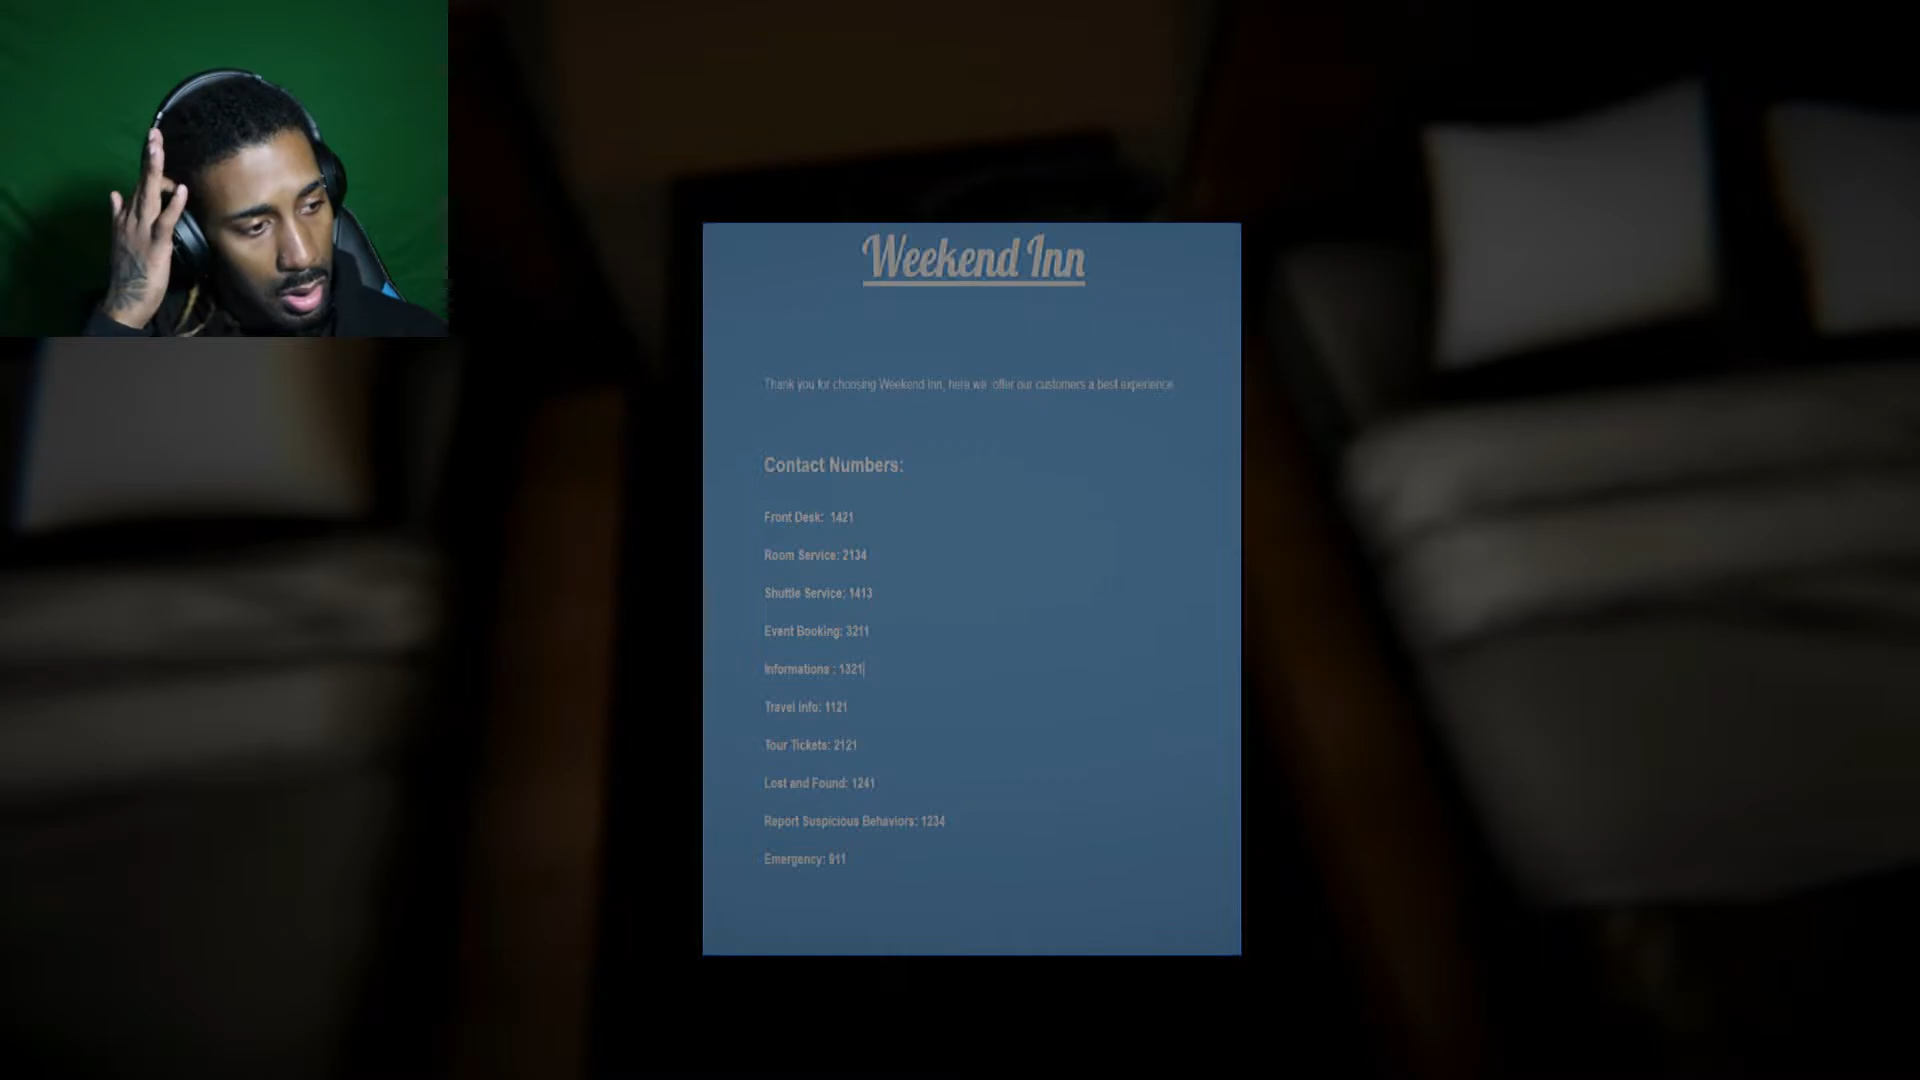 Weekend Inn
Thank you for choosing Weekend Inn, here we offer our customers a best experience
Contact Numbers:
Front Desk: 1421
Room Service: 2134
Shuttle Service: 1413
Event Booking: 3211
Informations : 1321
Travel Info: 1121
Tour Tickets: 2121
Lost and Found: 1241
Report Suspicious Behaviors: 1234
Emergency: 911